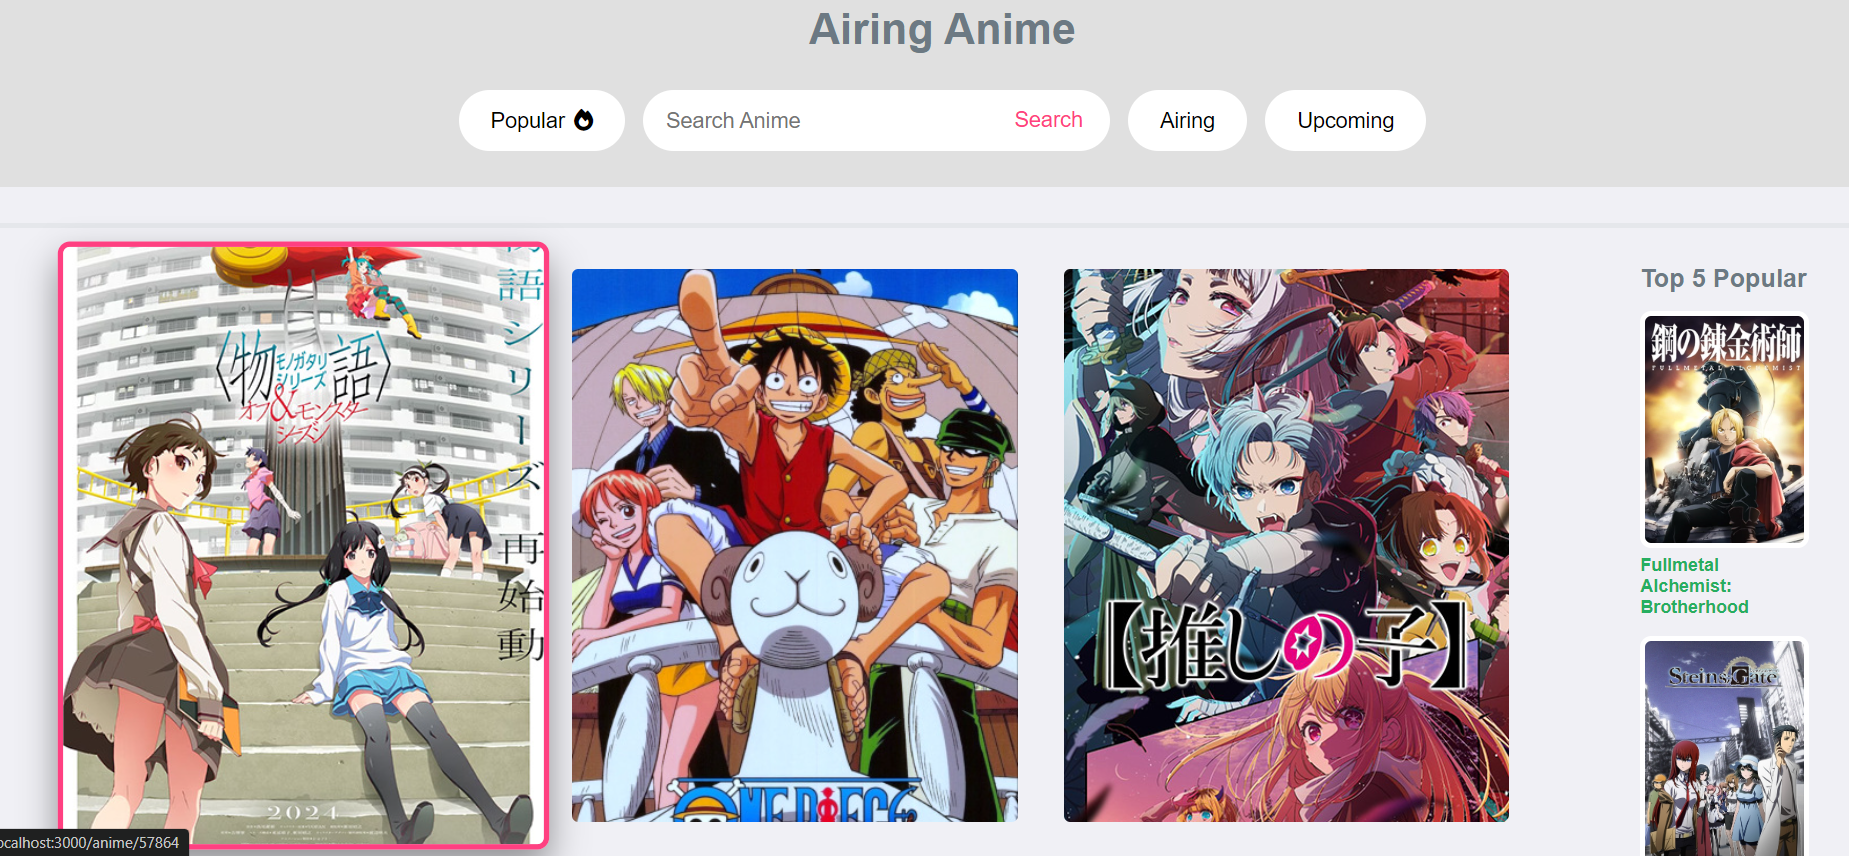 Airing Anime
Popular
Search Anime
Search
Airing
Upcoming
語シリーズ 再始動
〈物語〉
モノガタリ
シリーズ
オフ&モンスター
シーズン
2024
ONE PIECE
【推しの子】
Top 5 Popular
鋼の錬金術師
FULLMETAL ALCHEMIST
Fullmetal
Alchemist:
Brotherhood
Steins;Gate
ocalhost:3000/anime/57864